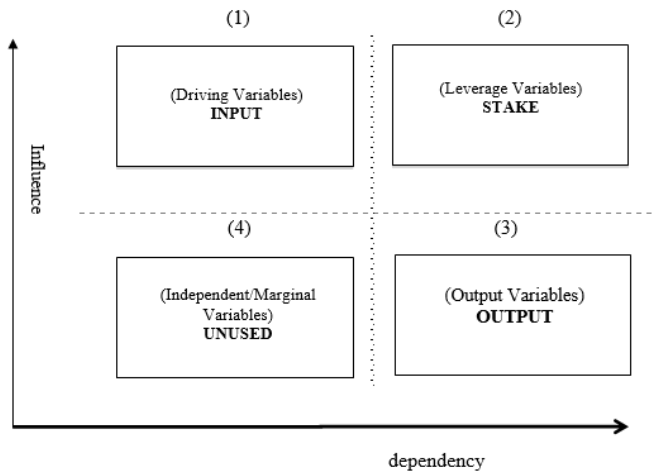 (1)
(2)
(Driving Variables)
INPUT
(Leverage Variables)
STAKE
Influence
(4)
(3)
(Independent/Marginal
Variables)
UNUSED
(Output Variables)
OUTPUT
dependency